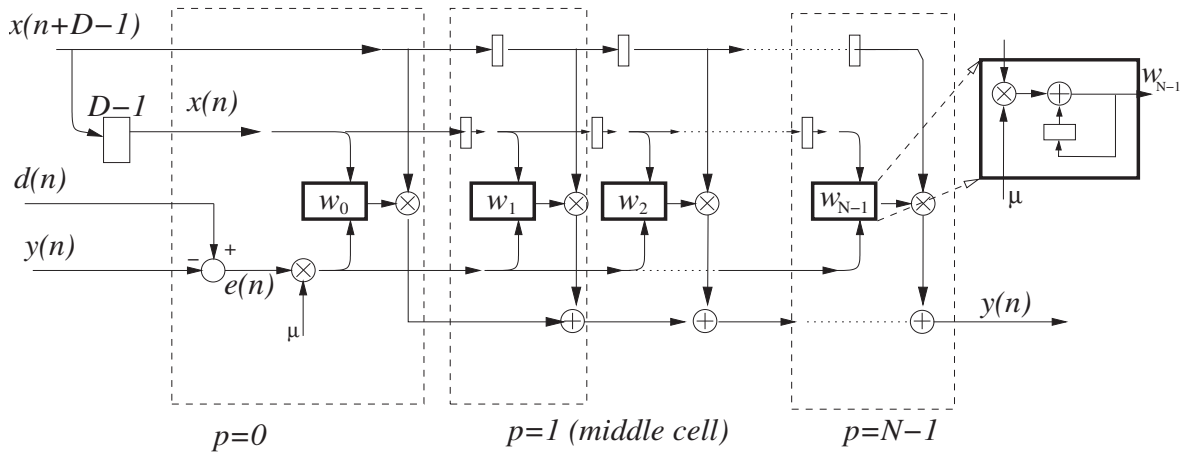 x(n+D−1)
D−1
x(n)
d(n)
y(n)
−
+
e(n)
μ
w0
w1
w2
wN−1
wN−1
μ
y(n)
p=0
p=1 (middle cell)
p=N−1